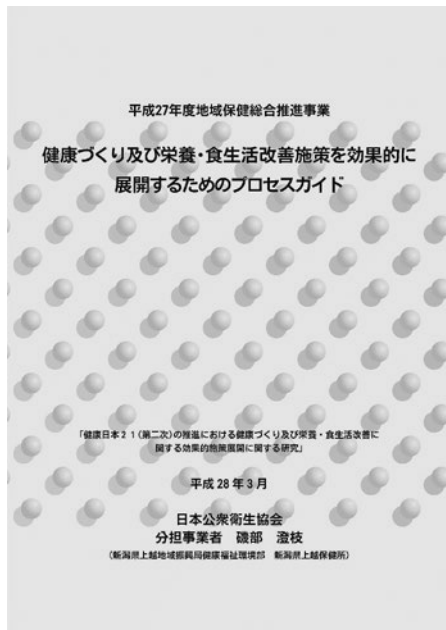 平成27年度地域保健総合推進事業
健康づくり及び栄養・食生活改善施策を効果的に
展開するためのプロセスガイド
「健康日本21(第二次)の推進における健康づくり及び栄養・食生活改善に
関する効果的施策展開に関する研究」
平成28年3月
日本公衆衛生協会
分担事業者 磯部 澄枝
(新潟県上越地域振興局健康福祉環境部 新潟県上越保健所)